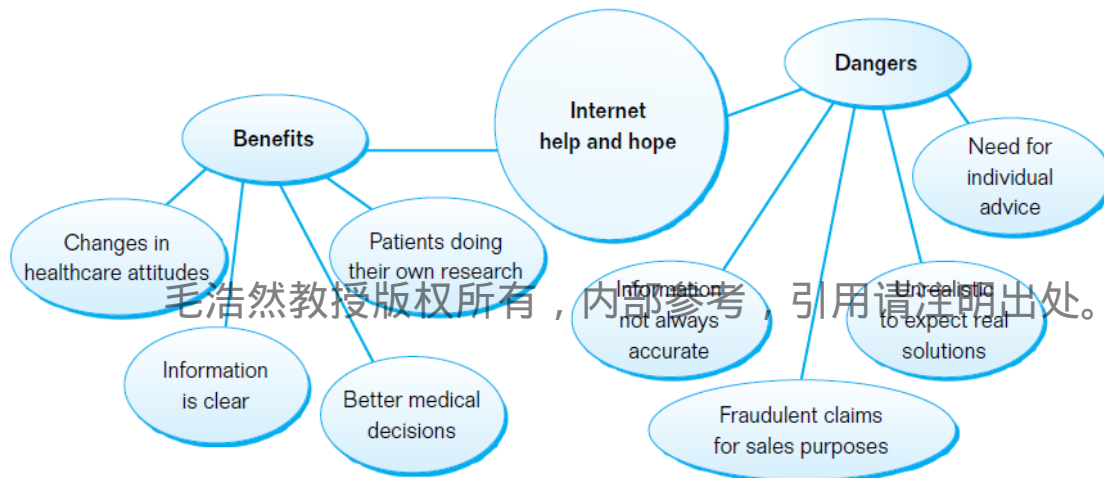 Internet
help and hope
Benefits
Changes in
healthcare attitudes
Information
is clear
Better medical
decisions
Patients doing
their own research
Dangers
Information
not always
accurate
Fraudulent claims
for sales purposes
Unrealistic
to expect real
solutions
Need for
individual
advice
毛浩然教授版权所有，内部参考，引用请注明出处。